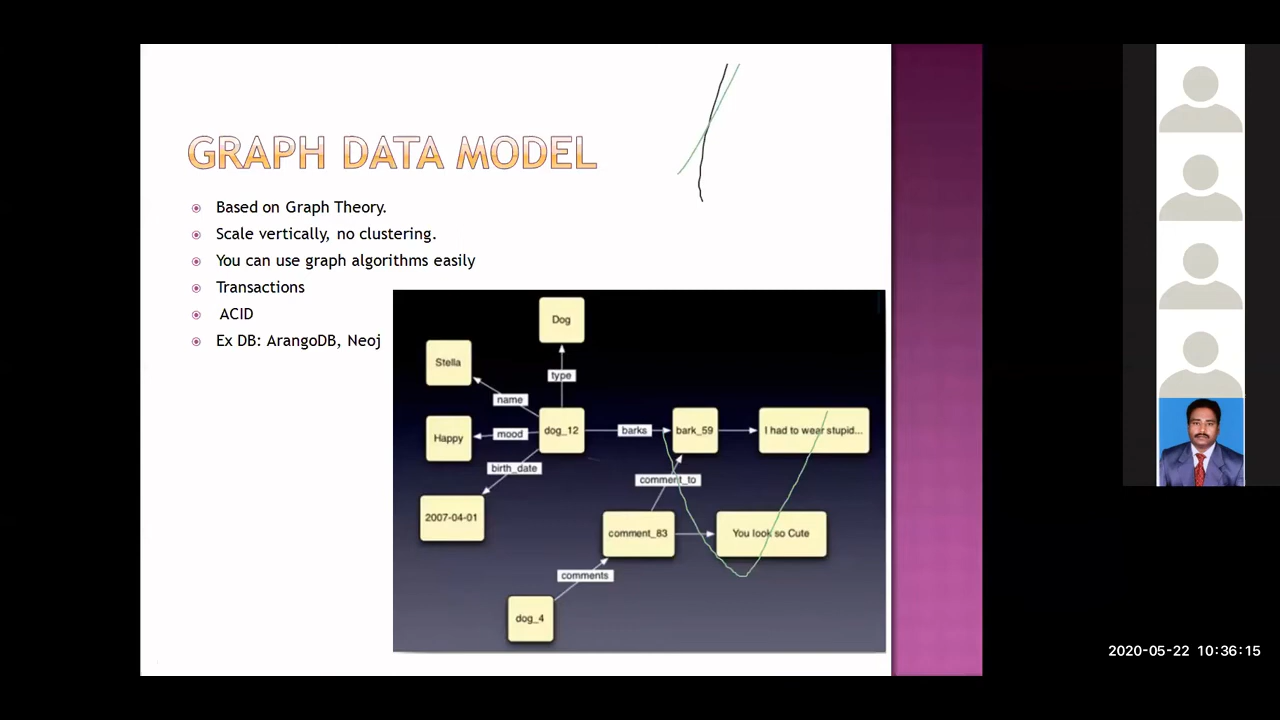 GRAPH DATA MODEL
Based on Graph Theory.
Scale vertically, no clustering.
You can use graph algorithms easily
Transactions
ACID
Ex DB: ArangoDB, Neoj
Dog
Stella
type
name
Happy
mood
dog_12
barks
bark_59
I had to wear stupid...
birth_date
comment_to
2007-04-01
comment_83
You look so Cute
comments
dog_4
2020-05-22 10:36:15